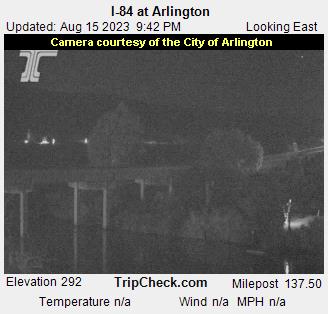 I-84 at Arlington
Updated: Aug 15 2023 9:42 PM Looking East
Camera courtesy of the City of Arlington
Elevation 292 TripCheck.com Milepost 137.50
Temperature n/a Wind n/a MPH n/a